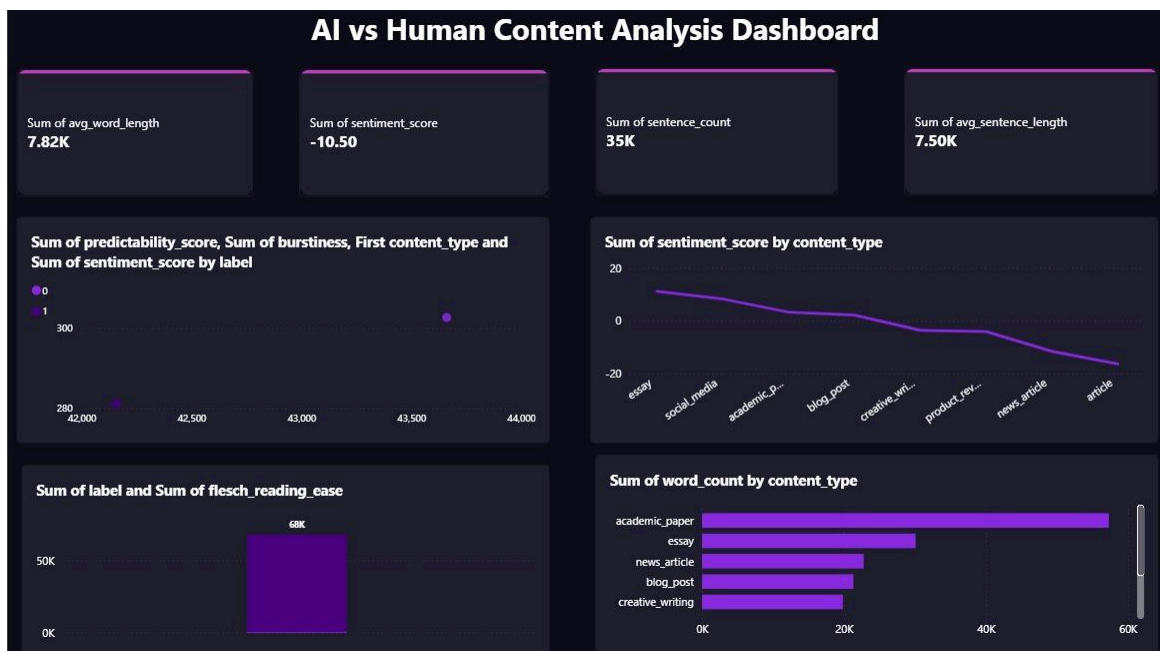 AI vs Human Content Analysis Dashboard
Sum of avg_word_length
7.82K
Sum of sentiment_score
-10.50
Sum of sentence_count
35K
Sum of avg_sentence_length
7.50K
Sum of predictability_score, Sum of burstiness, First content_type and
Sum of sentiment_score by label
0
1
300
280
42,000 42,500 43,000 43,500 44,000
Sum of sentiment_score by content_type
20
0
-20
essay social_media academic_p... blog_post creative_wri... product_rev... news_article article
Sum of label and Sum of flesch_reading_ease
68K
50K
0K
Sum of word_count by content_type
academic_paper
essay
news_article
blog_post
creative_writing
0K 20K 40K 60K